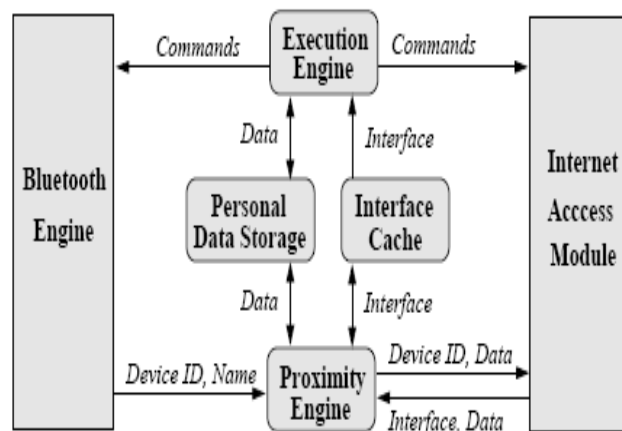 Execution
Engine
Commands
Commands
Data
Interface
Bluetooth
Engine
Personal
Data Storage
Interface
Cache
Internet
Acccess
Module
Data
Interface
Device ID, Name
Proximity
Engine
Device ID, Data
Interface, Data